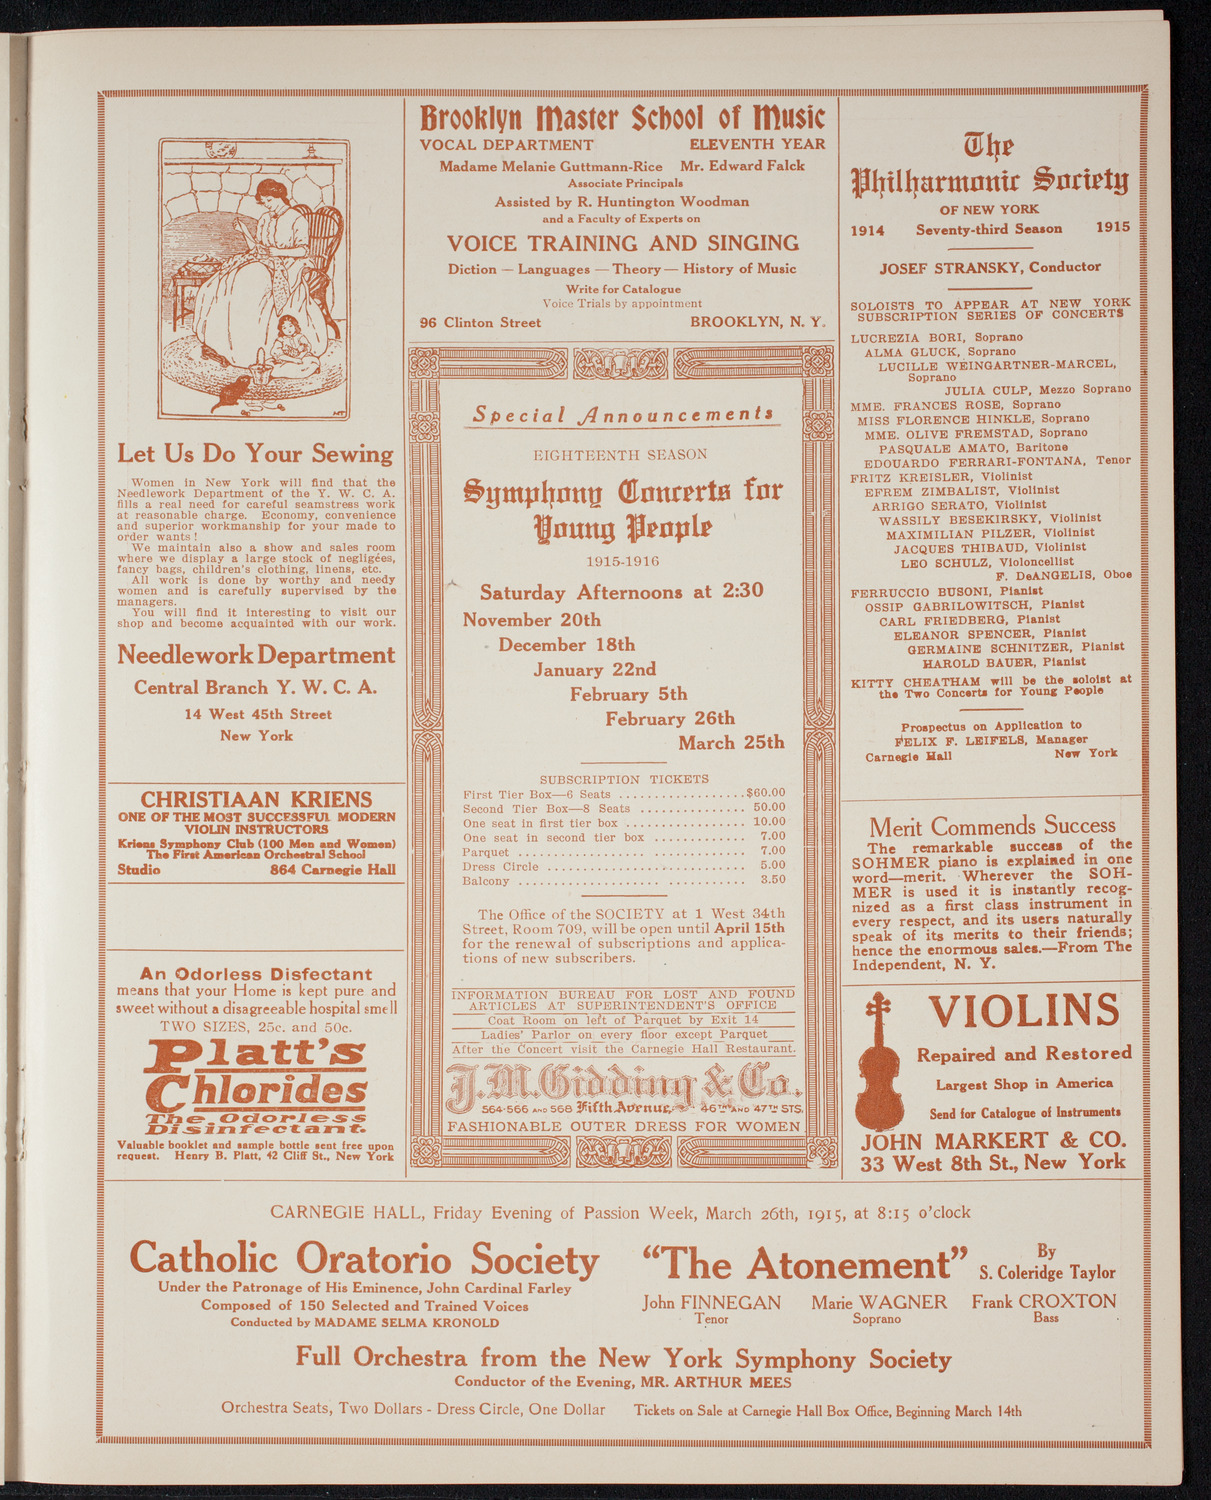 Let Us Do Your Sewing
Women in New York will find that the
Needlework Department of the Y. W. C. A.
fills a real need for careful seamstress work
at reasonable charge. Economy, convenience
and superior workmanship for your made to
order wants!
We maintain also a show and sales room
where we display a large stock of negligées,
fancy bags, children's clothing, linens, etc.
All work is done by worthy and needy
women and is carefully supervised by the
managers.
You will find it interesting to visit our
shop and become acquainted with our work.
Needlework Department
Central Branch Y. W. C. A.
14 West 45th Street
New York
CHRISTIAAN KRIENS
ONE OF THE MOST SUCCESSFUL MODERN
VIOLIN INSTRUCTORS
Kriens Symphony Club (100 Men and Women)
The First American Orchestral School
Studio 864 Carnegie Hall
An Odorless Disfectant
means that your Home is kept pure and
sweet without a disagreeable hospital smell
TWO SIZES, 25c. and 50c.
Platt's
Chlorides
The Odorless
Disinfectant.
Valuable booklet and sample bottle sent free upon
request. Henry B. Platt, 42 Cliff St., New York
Brooklyn Master School of Music
VOCAL DEPARTMENT ELEVENTH YEAR
Madame Melanie Guttmann-Rice Mr. Edward Falck
Associate Principals
Assisted by R. Huntington Woodman
and a Faculty of Experts on
VOICE TRAINING AND SINGING
Diction — Languages — Theory — History of Music
Write for Catalogue
Voice Trials by appointment
96 Clinton Street BROOKLYN, N. Y.
Special Announcements
EIGHTEENTH SEASON
Symphony Concerts for
Young People
1915-1916
Saturday Afternoons at 2:30
November 20th
December 18th
January 22nd
February 5th
February 26th
March 25th
SUBSCRIPTION TICKETS
First Tier Box—6 Seats .................. $60.00
Second Tier Box—8 Seats ............... 50.00
One seat in first tier box ................. 10.00
One seat in second tier box ............. 7.00
Parquet ................................ 7.00
Dress Circle ............................ 5.00
Balcony ................................ 3.50
The Office of the SOCIETY at 1 West 34th
Street, Room 709, will be open until April 15th
for the renewal of subscriptions and applica-
tions of new subscribers.
INFORMATION BUREAU FOR LOST AND FOUND
ARTICLES AT SUPERINTENDENT'S OFFICE
Coat Room on left of Parquet by Exit 14
Ladies' Parlor on every floor except Parquet
After the Concert visit the Carnegie Hall Restaurant.
J.M. Gidding & Co.
564-566 AND 568 Fifth Avenue, 46TH AND 47TH STS.
FASHIONABLE OUTER DRESS FOR WOMEN
The
Philharmonic Society
OF NEW YORK
1914 Seventy-third Season 1915
JOSEF STRANSKY, Conductor
SOLOISTS TO APPEAR AT NEW YORK
SUBSCRIPTION SERIES OF CONCERTS
LUCREZIA BORI, Soprano
ALMA GLUCK, Soprano
LUCILLE WEINGARTNER-MARCEL,
Soprano
JULIA CULP, Mezzo Soprano
MME. FRANCES ROSE, Soprano
MISS FLORENCE HINKLE, Soprano
MME. OLIVE FREMSTAD, Soprano
PASQUALE AMATO, Baritone
EDOUARDO FERRARI-FONTANA, Tenor
FRITZ KREISLER, Violinist
EFREM ZIMBALIST, Violinist
ARRIGO SERATO, Violinist
WASSILY BESEKIRSKY, Violinist
MAXIMILIAN PILZER, Violinist
JACQUES THIBAUD, Violinist
LEO SCHULZ, Violoncellist
F. DeANGELIS, Oboe
FERRUCCIO BUSONI, Pianist
OSSIP GABRILOWITSCH, Pianist
CARL FRIEDBERG, Pianist
ELEANOR SPENCER, Pianist
GERMAINE SCHNITZER, Pianist
HAROLD BAUER, Pianist
KITTY CHEATHAM will be the soloist at
the Two Concerts for Young People
Prospectus on Application to
FELIX F. LEIFELS, Manager
Carnegie Hall New York
Merit Commends Success
The remarkable success of the
SOHMER piano is explained in one
word—merit. Wherever the SOH-
MER is used it is instantly recog-
nized as a first class instrument in
every respect, and its users naturally
speak of its merits to their friends;
hence the enormous sales.—From The
Independent, N. Y.
VIOLINS
Repaired and Restored
Largest Shop in America
Send for Catalogue of Instruments
JOHN MARKERT & CO.
33 West 8th St., New York
CARNEGIE HALL, Friday Evening of Passion Week, March 26th, 1915, at 8:15 o'clock
Catholic Oratorio Society
Under the Patronage of His Eminence, John Cardinal Farley
Composed of 150 Selected and Trained Voices
Conducted by MADAME SELMA KRONOLD
"The Atonement" By
S. Coleridge Taylor
John FINNEGAN Marie WAGNER Frank CROXTON
Tenor Soprano Bass
Full Orchestra from the New York Symphony Society
Conductor of the Evening, MR. ARTHUR MEES
Orchestra Seats, Two Dollars - Dress Circle, One Dollar Tickets on Sale at Carnegie Hall Box Office, Beginning March 14th